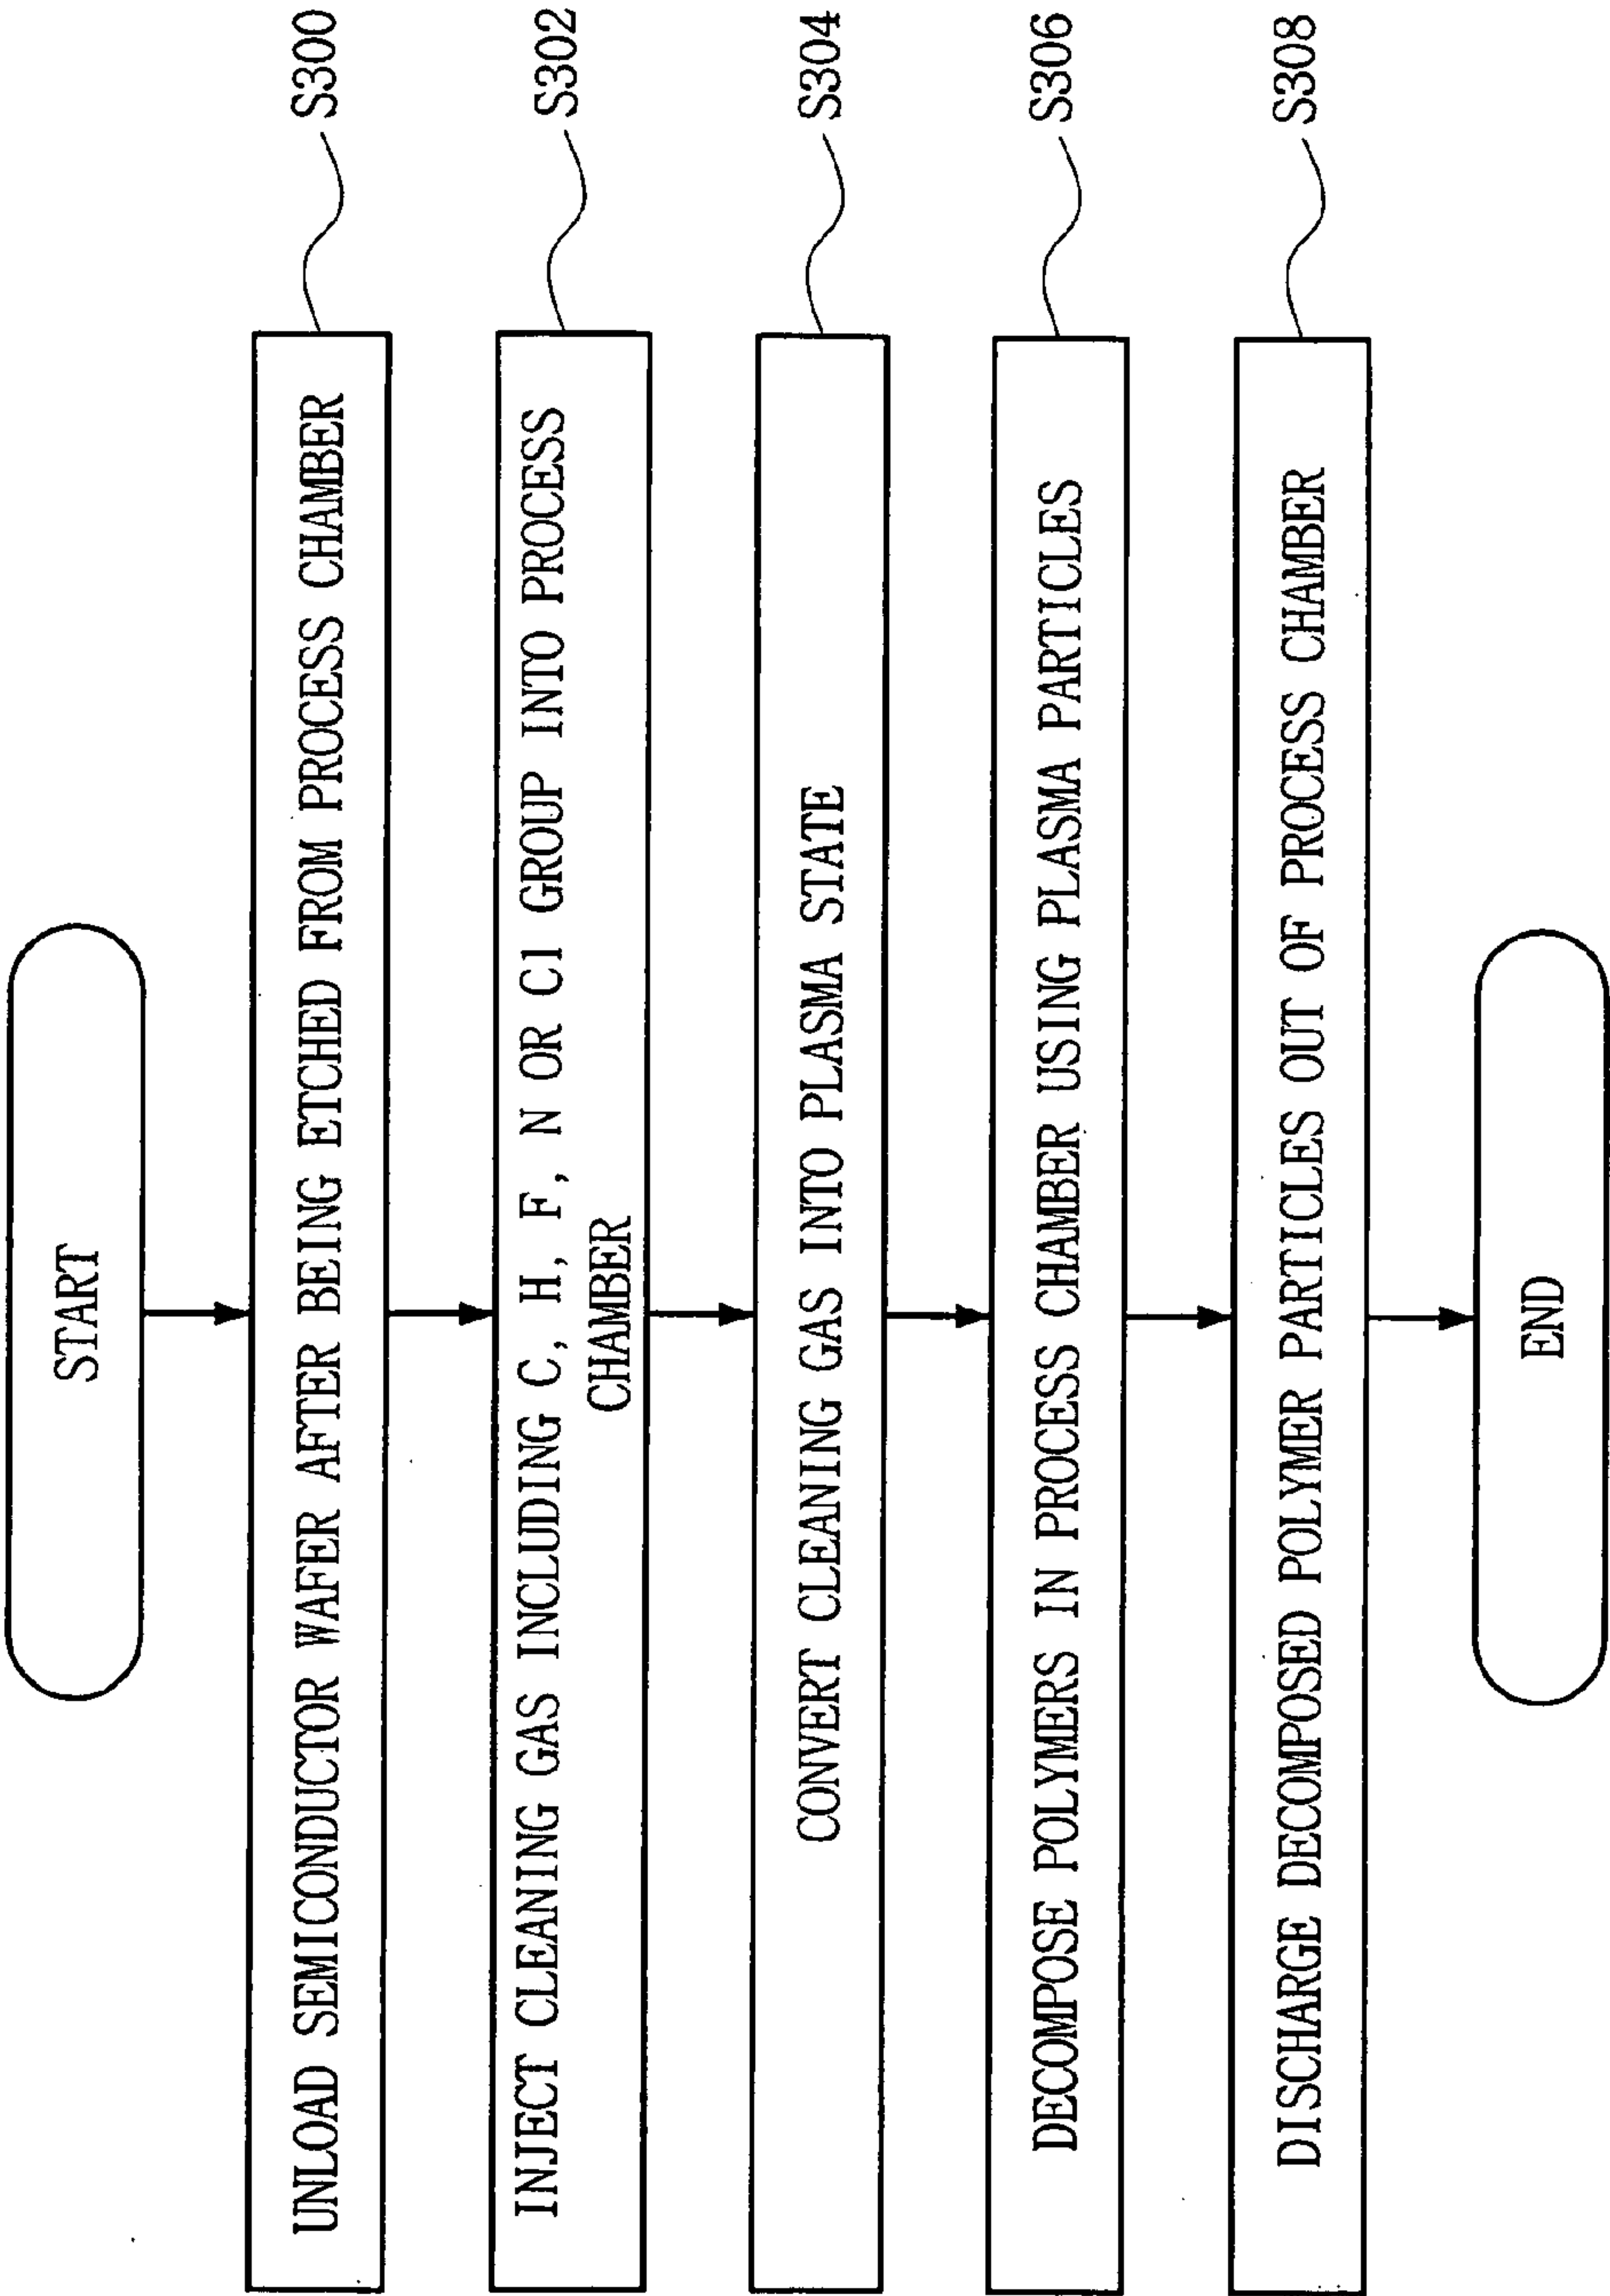 START
UNLOAD SEMICONDUCTOR WAFER AFTER BEING ETCHED FROM PROCESS CHAMBER
S300
INJECT CLEANING GAS INCLUDING C, H, F, N OR Cl GROUP INTO PROCESS
CHAMBER
S302
CONVERT CLEANING GAS INTO PLASMA STATE
S304
DECOMPOSE POLYMERS IN PROCESS CHAMBER USING PLASMA PARTICLES
S306
DISCHARGE DECOMPOSED POLYMER PARTICLES OUT OF PROCESS CHAMBER
S308
END